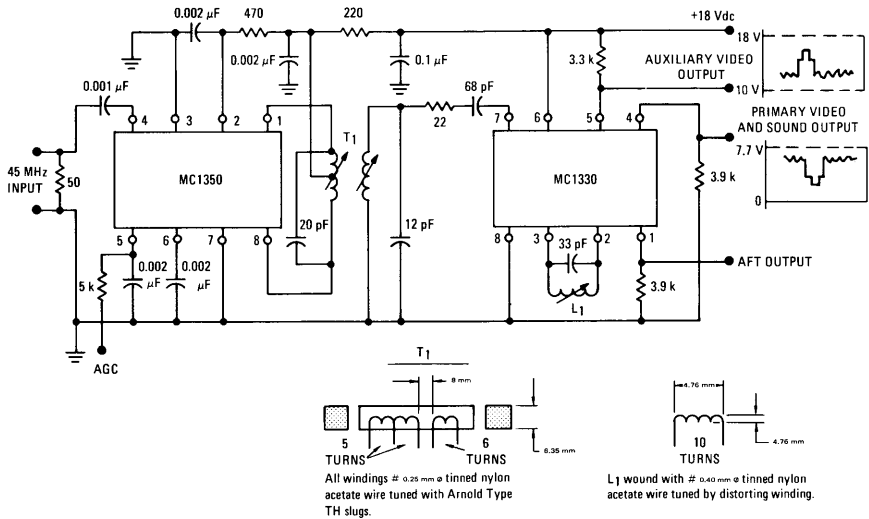 0.002 µF
470
220
+18 Vdc
18 V
0.002 µF
0.1 µF
3.3 k
AUXILIARY VIDEO
OUTPUT
10 V
0.001 µF
68 pF
22
PRIMARY VIDEO
AND SOUND OUTPUT
7.7 V
0
4
3
2
1
7
6
5
4
T1
45 MHz
INPUT
50
MC1350
MC1330
3.9 k
20 pF
12 pF
5
6
7
8
8
3
33 pF
2
1
0.002
µF
0.002
µF
5 k
L1
3.9 k
AFT OUTPUT
AGC
T1
8 mm
5
TURNS
6
TURNS
6.35 mm
All windings # 0.25 mm ø tinned nylon
acetate wire tuned with Arnold Type
TH slugs.
4.76 mm
10
TURNS
4.76 mm
L1 wound with # 0.40 mm ø tinned nylon
acetate wire tuned by distorting winding.